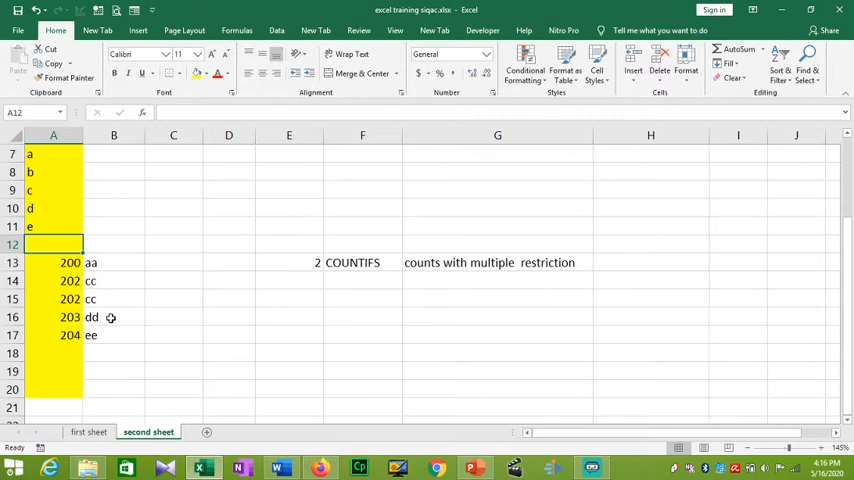 excel training siqac.xlsx - Excel
Sign in
File Home New Tab Insert Page Layout Formulas Data New Tab Review View Developer Help New Tab Nitro Pro Tell me what you want to do Share
Cut
Copy
Format Painter
Paste
Clipboard
Calibri 11
B I U
Font
Wrap Text
Merge & Center
Alignment
General
$ % ,
Number
Conditional Formatting
Format as Table
Cell Styles
Styles
Insert Delete Format
Cells
AutoSum
Fill
Clear
Sort & Filter
Find & Select
Editing
A12 fx
A B C D E F G H I J
7 a
8 b
9 c
10 d
11 e
12
13 200 aa 2 COUNTIFS counts with multiple restriction
14 202 cc
15 202 cc
16 203 dd
17 204 ee
18
19
20
21
first sheet second sheet
Ready 145%
4:16 PM
5/16/2020